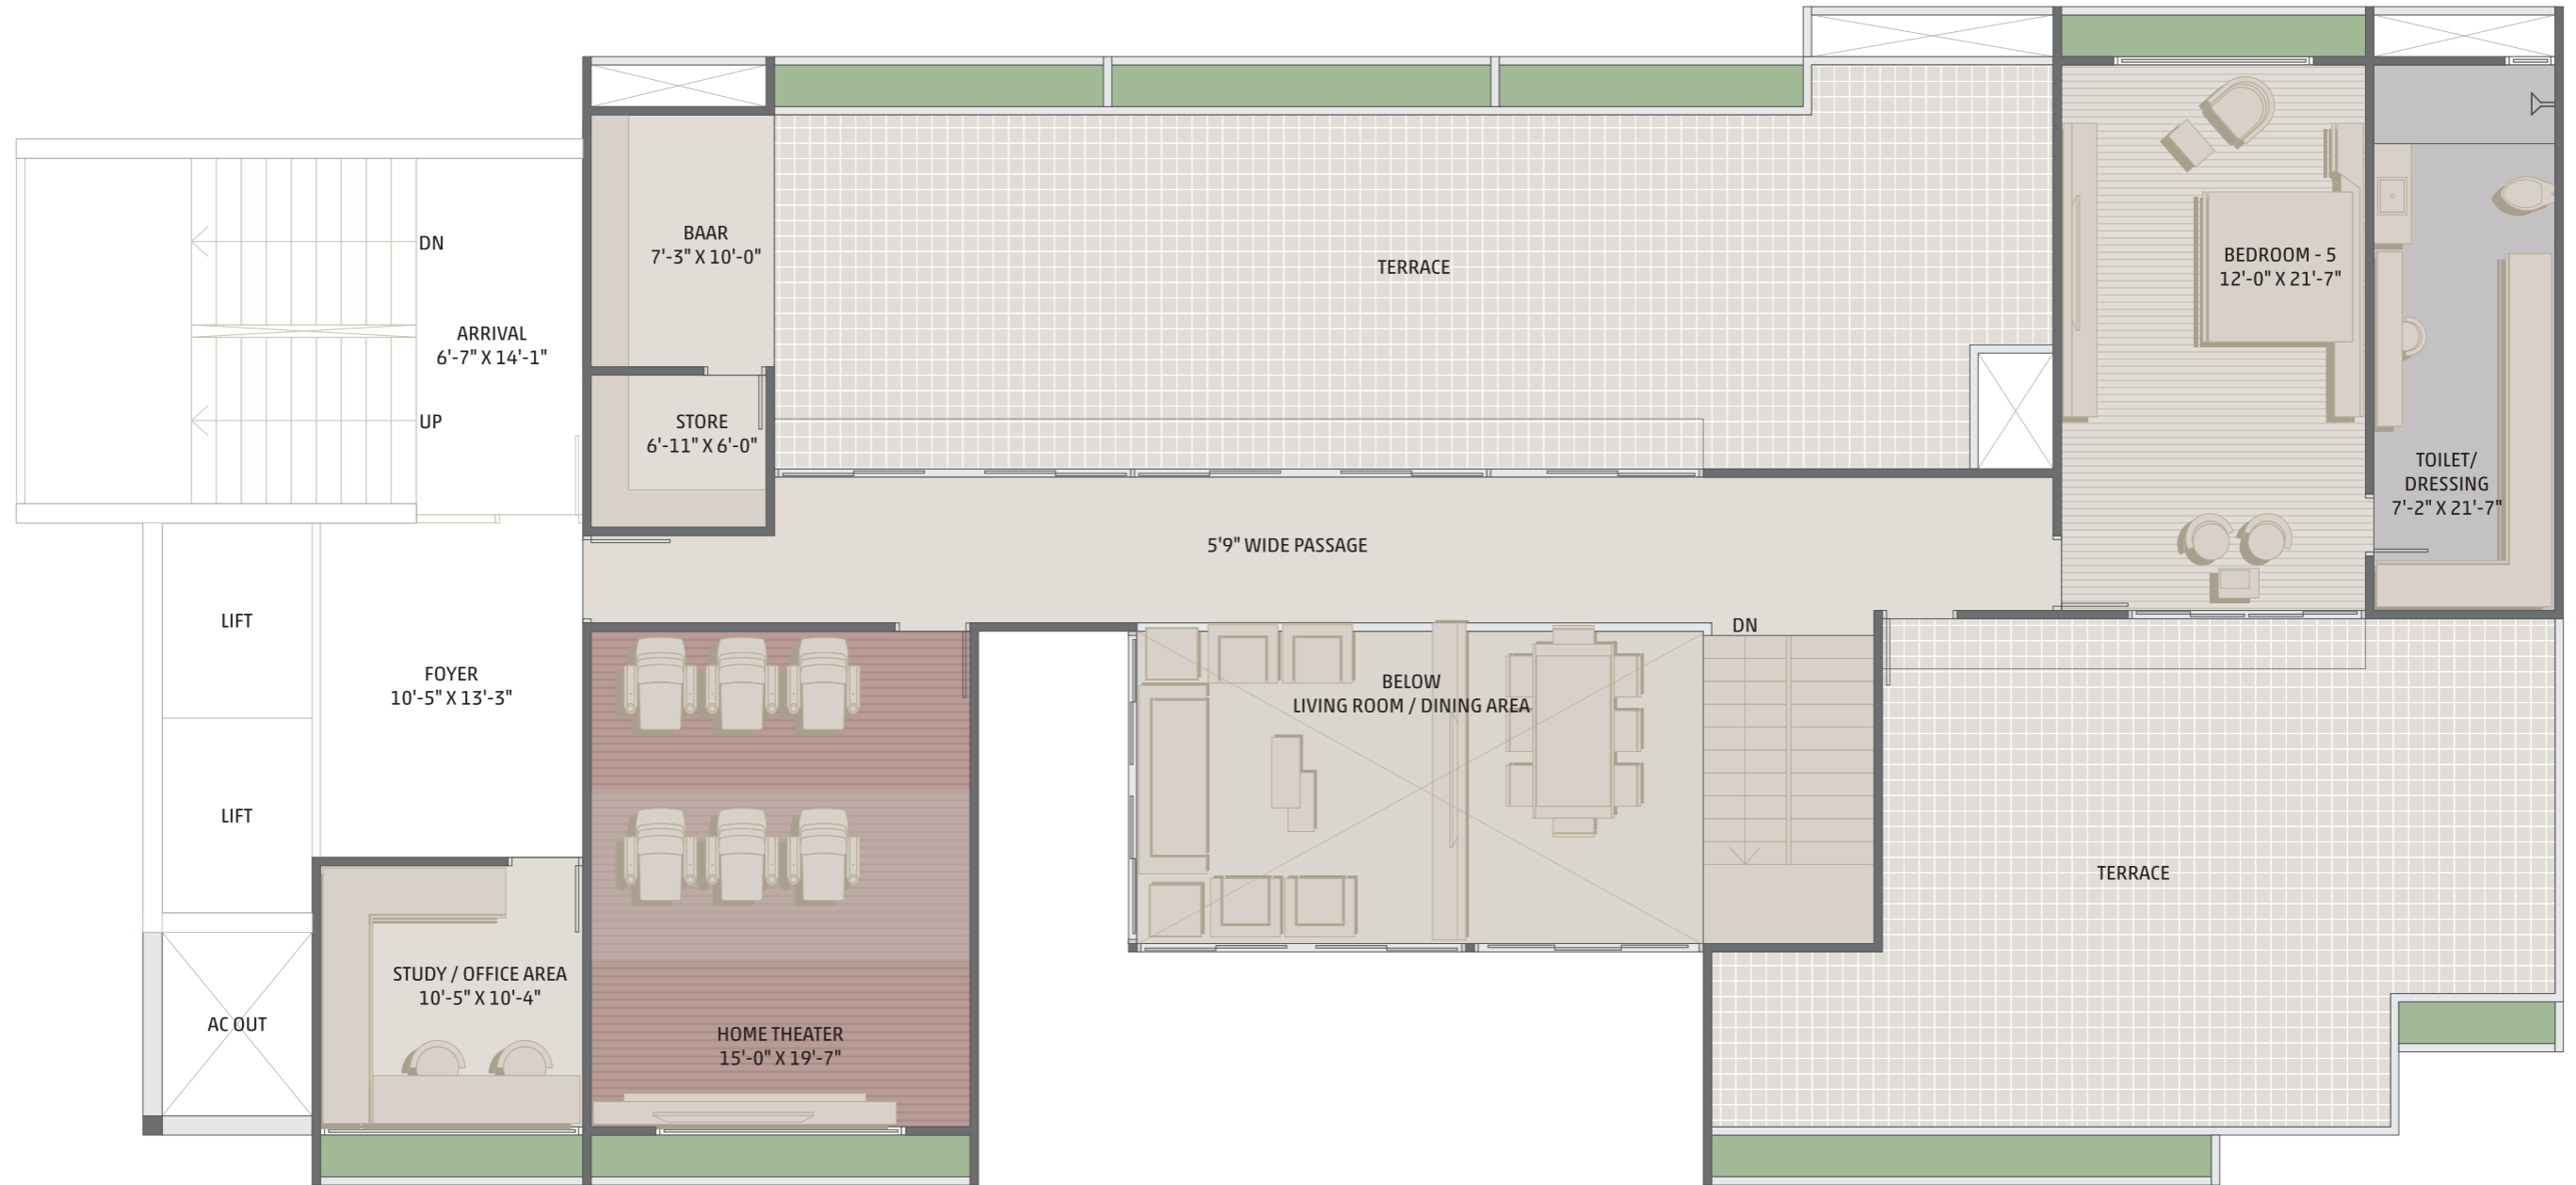 BAAR
7'-3" X 10'-0"
TERRACE
BEDROOM - 5
12'-0" X 21'-7"
DN
ARRIVAL
6'-7" X 14'-1"
UP
STORE
6'-11" X 6'-0"
TOILET/
DRESSING
7'-2" X 21'-7"
5'9" WIDE PASSAGE
LIFT
DN
FOYER
10'-5" X 13'-3"
BELOW
LIVING ROOM / DINING AREA
LIFT
TERRACE
STUDY / OFFICE AREA
10'-5" X 10'-4"
AC OUT
HOME THEATER
15'-0" X 19'-7"